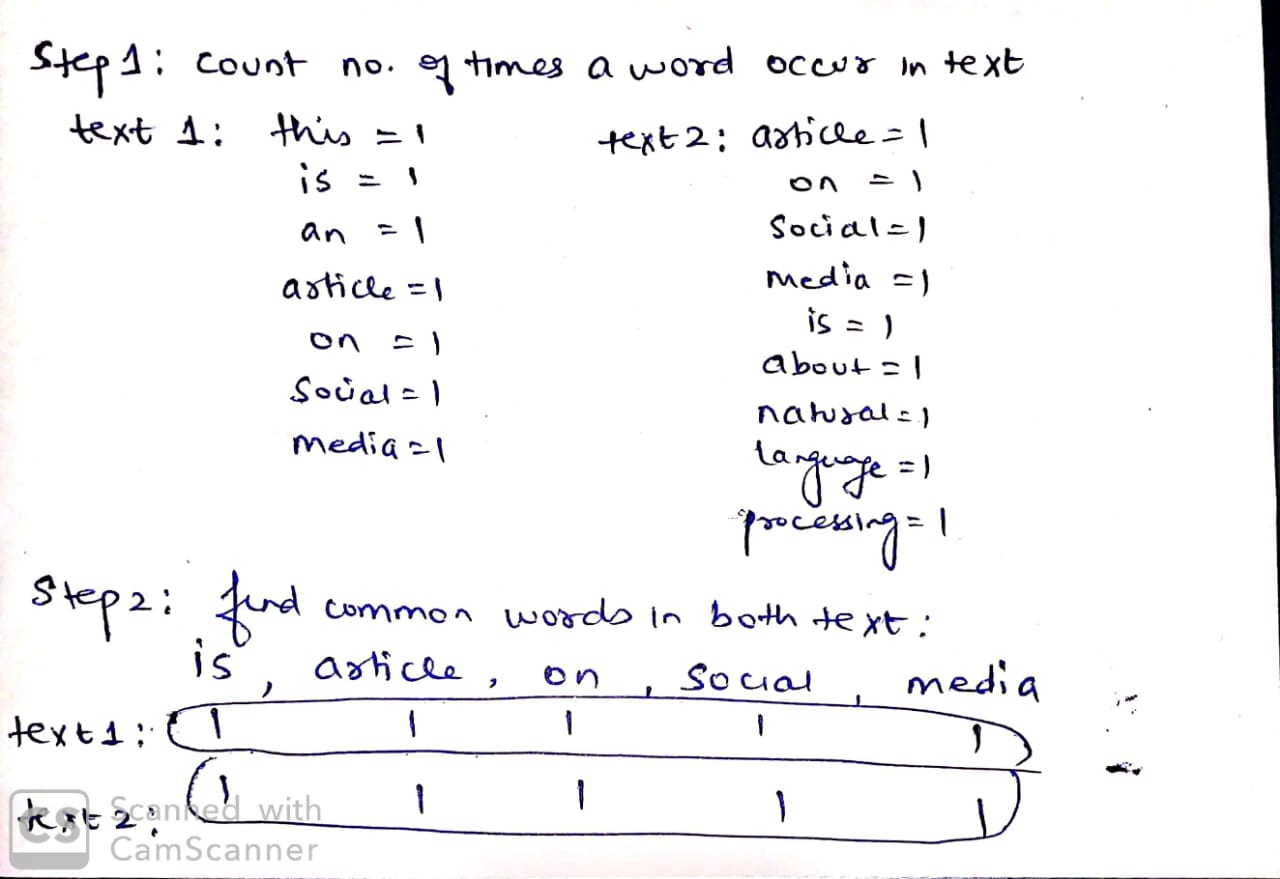 Step 1: count no. of times a word occur in text
text 1: this = 1
is = 1
an = 1
article = 1
on = 1
Social = 1
media = 1
text 2: article = 1
on = 1
Social = 1
media = 1
is = 1
about = 1
natural = 1
language = 1
processing = 1
Step 2: find common words in both text:
is, article, on, social, media
text 1: 1 1 1 1 1
text 2: 1 1 1 1 1
CS Scanned with
CamScanner